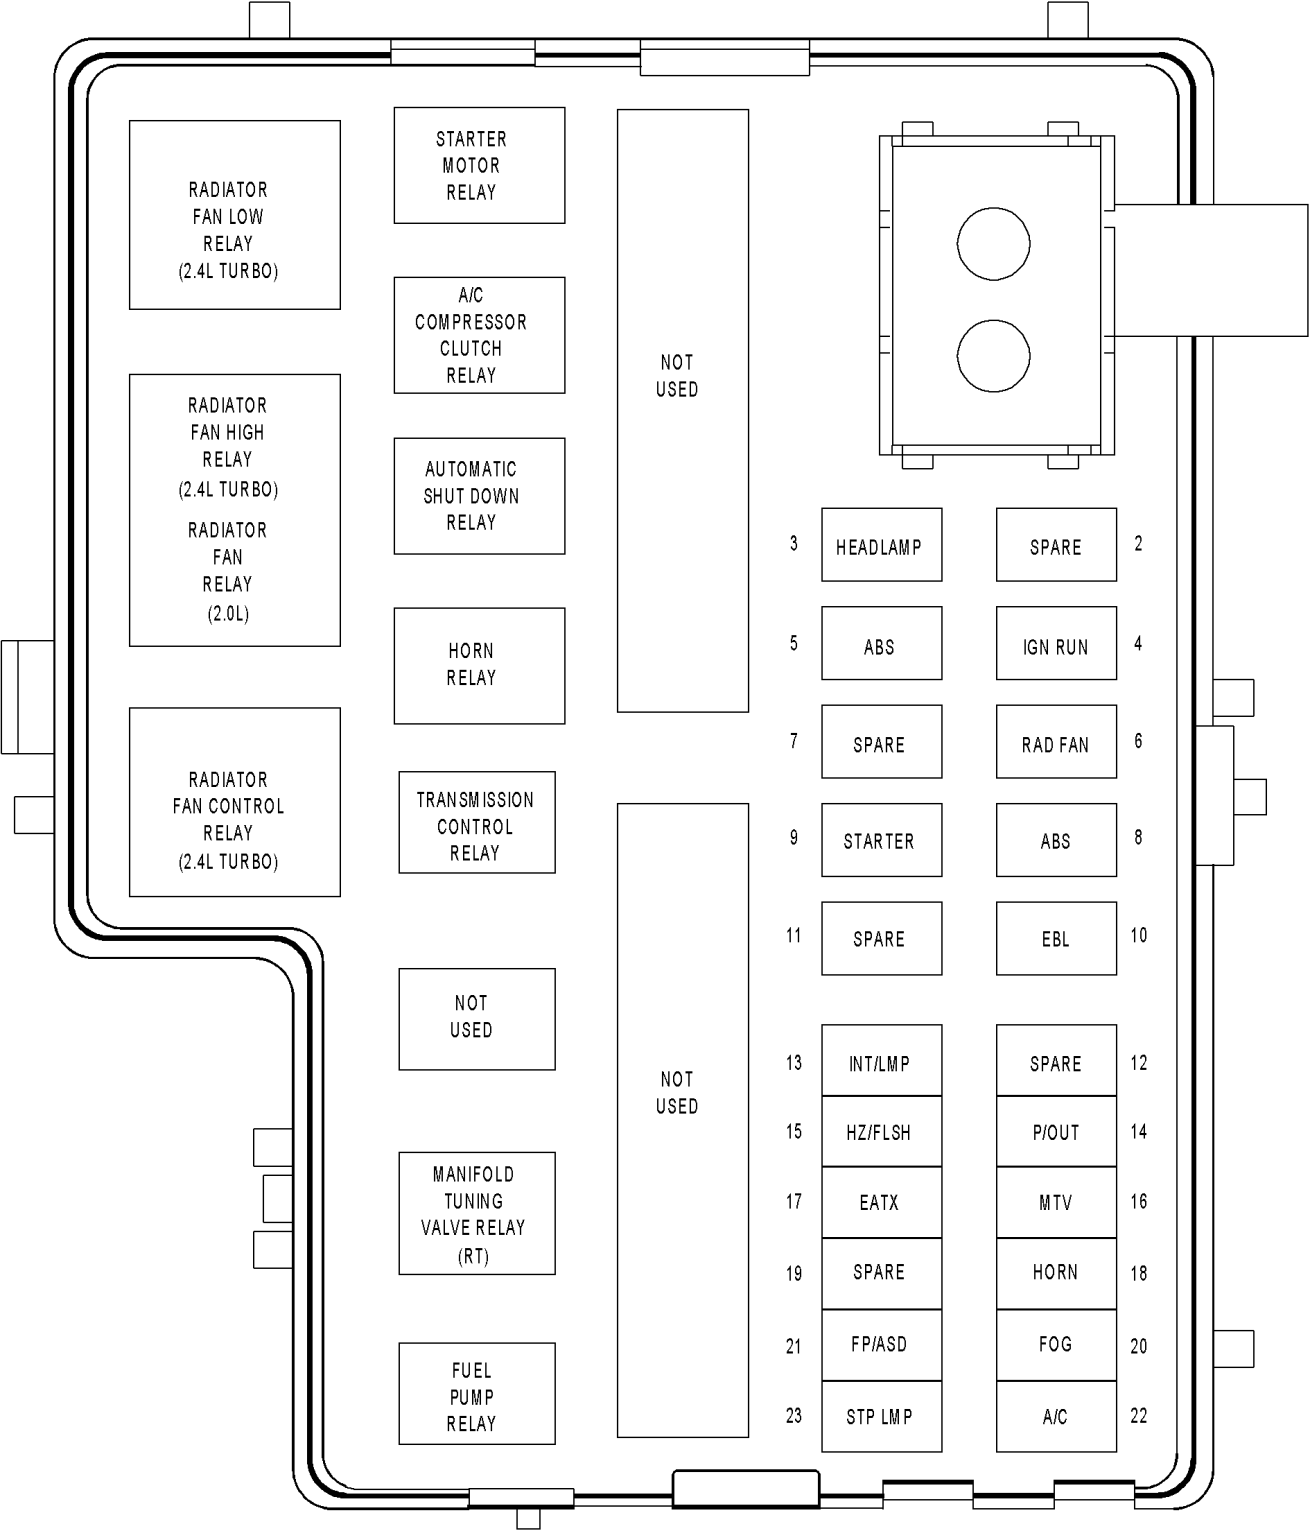 RADIATOR
FAN LOW
RELAY
(2.4L TURBO)
RADIATOR
FAN HIGH
RELAY
(2.4L TURBO)
RADIATOR
FAN
RELAY
(2.0L)
RADIATOR
FAN CONTROL
RELAY
(2.4L TURBO)
STARTER
MOTOR
RELAY
A/C
COMPRESSOR
CLUTCH
RELAY
AUTOMATIC
SHUT DOWN
RELAY
HORN
RELAY
TRANSMISSION
CONTROL
RELAY
NOT
USED
MANIFOLD
TUNING
VALVE RELAY
(RT)
FUEL
PUMP
RELAY
NOT
USED
NOT
USED
3 HEADLAMP SPARE 2
5 ABS IGN RUN 4
7 SPARE RAD FAN 6
9 STARTER ABS 8
11 SPARE EBL 10
13 INT/LMP SPARE 12
15 HZ/FLSH P/OUT 14
17 EATX MTV 16
19 SPARE HORN 18
21 FP/ASD FOG 20
23 STP LMP A/C 22